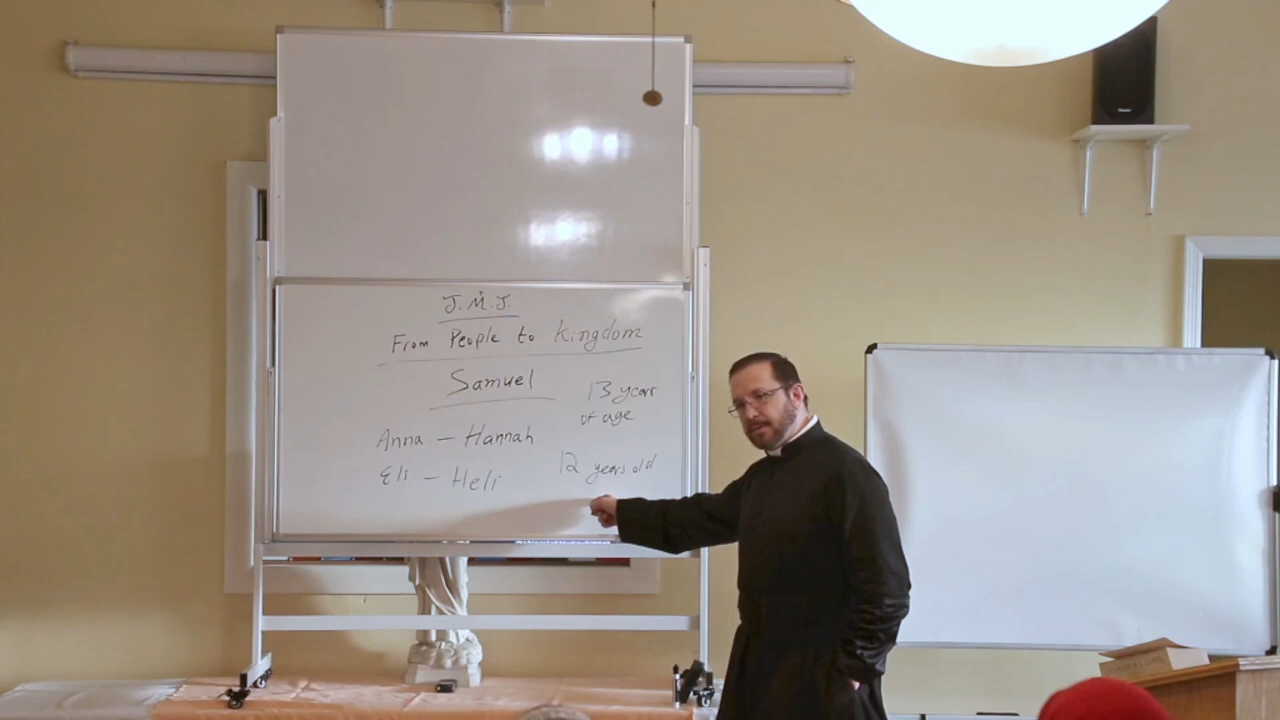 J.M.J.
From People to Kingdom
Samuel
13 years
of age
Anna - Hannah
Eli - Heli
12 years old